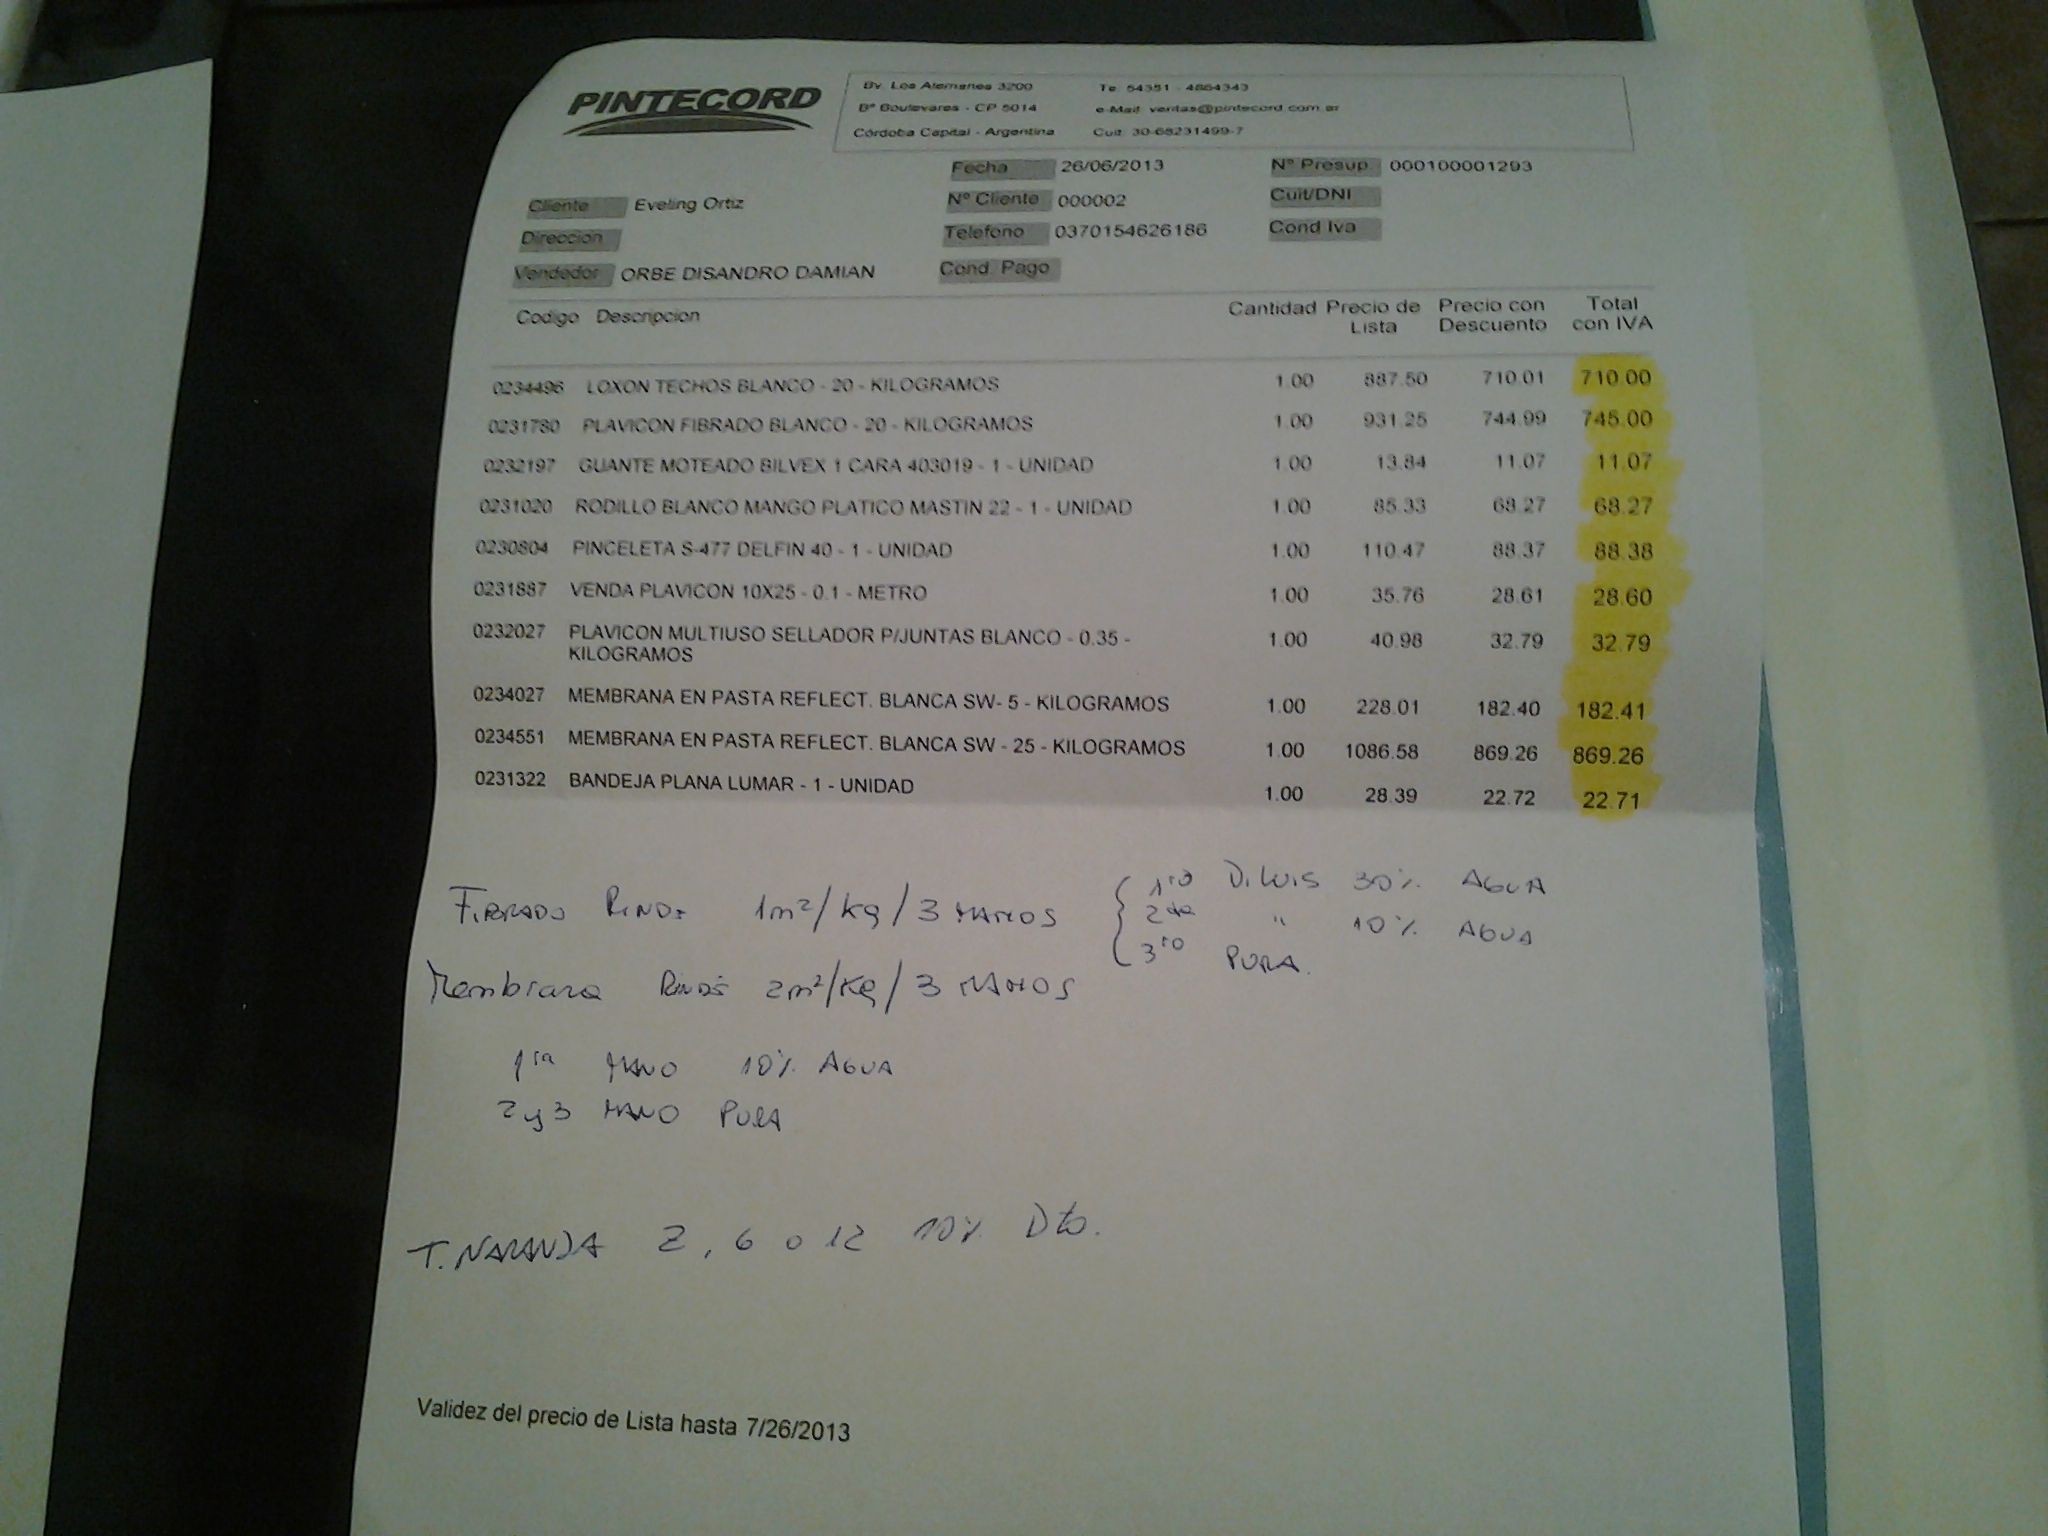 PINTECORD
Bv. Los Alemanes 3200 Te 54351 - 4864343
Bº Boulevares - CP 5014 e-Mail: ventas@pintecord.com.ar
Córdoba Capital - Argentina Cuit: 30-68231499-7
Fecha 26/06/2013 Nº Presup 000100001293
Cliente Eveling Ortiz Nº Cliente 000002 Cuit/DNI
Direccion Telefono 0370154626186 Cond Iva
Vendedor ORBE DISANDRO DAMIAN Cond. Pago
Codigo Descripcion Cantidad Precio de Lista Precio con Descuento Total con IVA
0234496 LOXON TECHOS BLANCO - 20 - KILOGRAMOS 1.00 887.50 710.01 710.00
0231780 PLAVICON FIBRADO BLANCO - 20 - KILOGRAMOS 1.00 931.25 744.99 745.00
0232197 GUANTE MOTEADO BILVEX 1 CARA 403019 - 1 - UNIDAD 1.00 13.84 11.07 11.07
0231020 RODILLO BLANCO MANGO PLATICO MASTIN 22 - 1 - UNIDAD 1.00 85.33 68.27 68.27
0230804 PINCELETA S-477 DELFIN 40 - 1 - UNIDAD 1.00 110.47 88.37 88.38
0231887 VENDA PLAVICON 10X25 - 0.1 - METRO 1.00 35.76 28.61 28.60
0232027 PLAVICON MULTIUSO SELLADOR P/JUNTAS BLANCO - 0.35 - 1.00 40.98 32.79 32.79
KILOGRAMOS
0234027 MEMBRANA EN PASTA REFLECT. BLANCA SW- 5 - KILOGRAMOS 1.00 228.01 182.40 182.41
0234551 MEMBRANA EN PASTA REFLECT. BLANCA SW - 25 - KILOGRAMOS 1.00 1086.58 869.26 869.26
0231322 BANDEJA PLANA LUMAR - 1 - UNIDAD 1.00 28.39 22.72 22.71
1m²/kg/3 MANOS 1ra DiLUIS 30% AGUA
2da " 10% AGUA
3ro PURA.
Membrana 2m²/Kg/3 MANOS
1ra MANO 10% AGUA
2 y 3 MANO PURA
T. NARANJA 3, 6 o 12 10% Dto.
Validez del precio de Lista hasta 7/26/2013